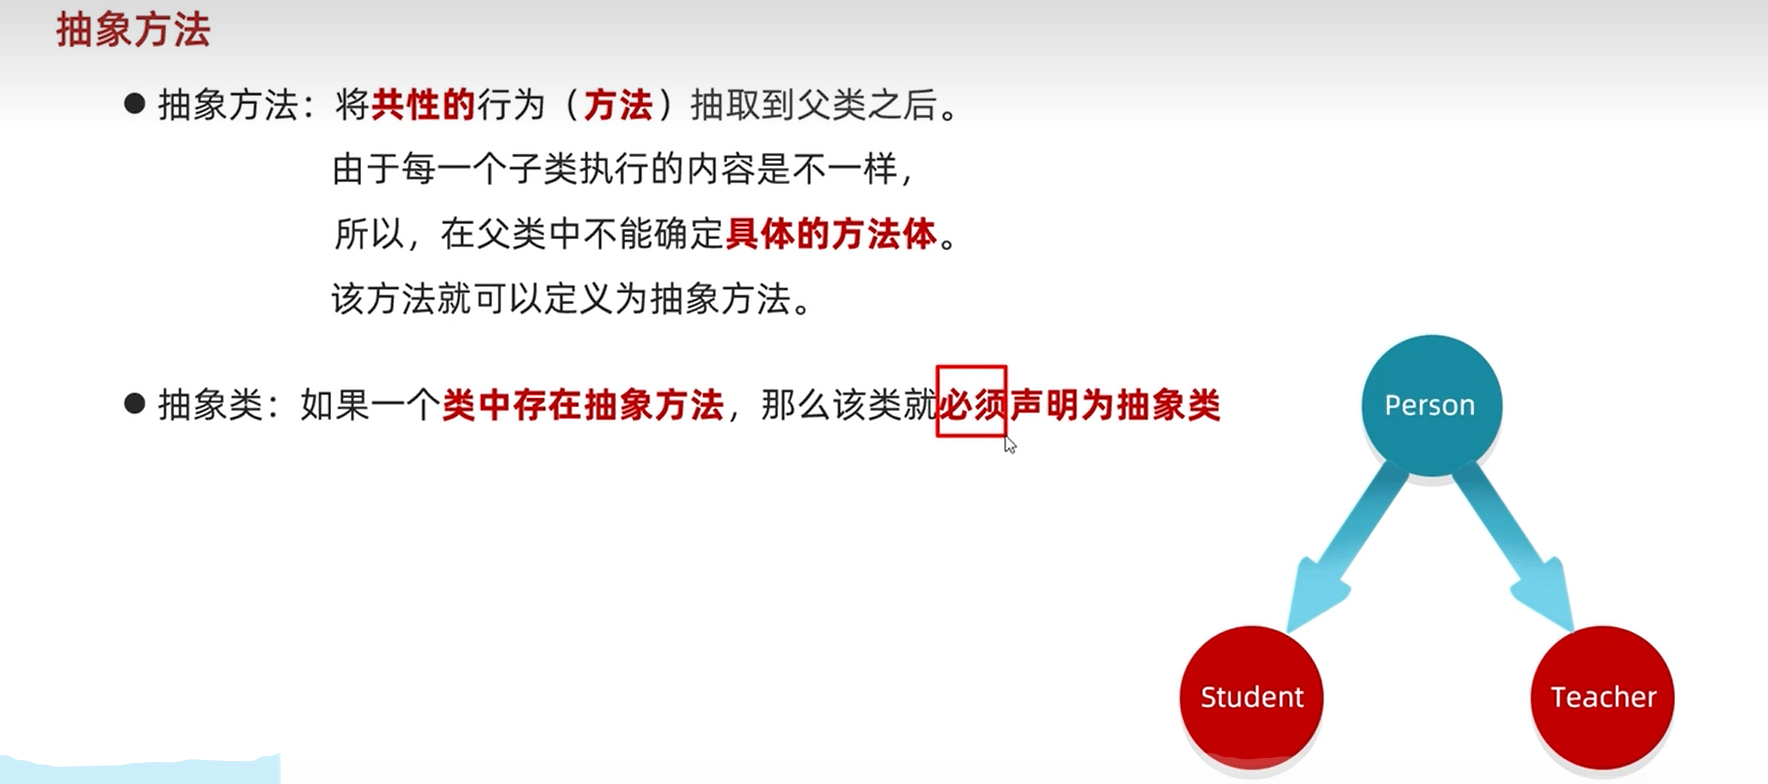 抽象方法
● 抽象方法：将共性的行为（方法）抽取到父类之后。
由于每一个子类执行的内容是不一样，
所以，在父类中不能确定具体的方法体。
该方法就可以定义为抽象方法。
● 抽象类：如果一个类中存在抽象方法，那么该类就必须声明为抽象类
Person
Student
Teacher